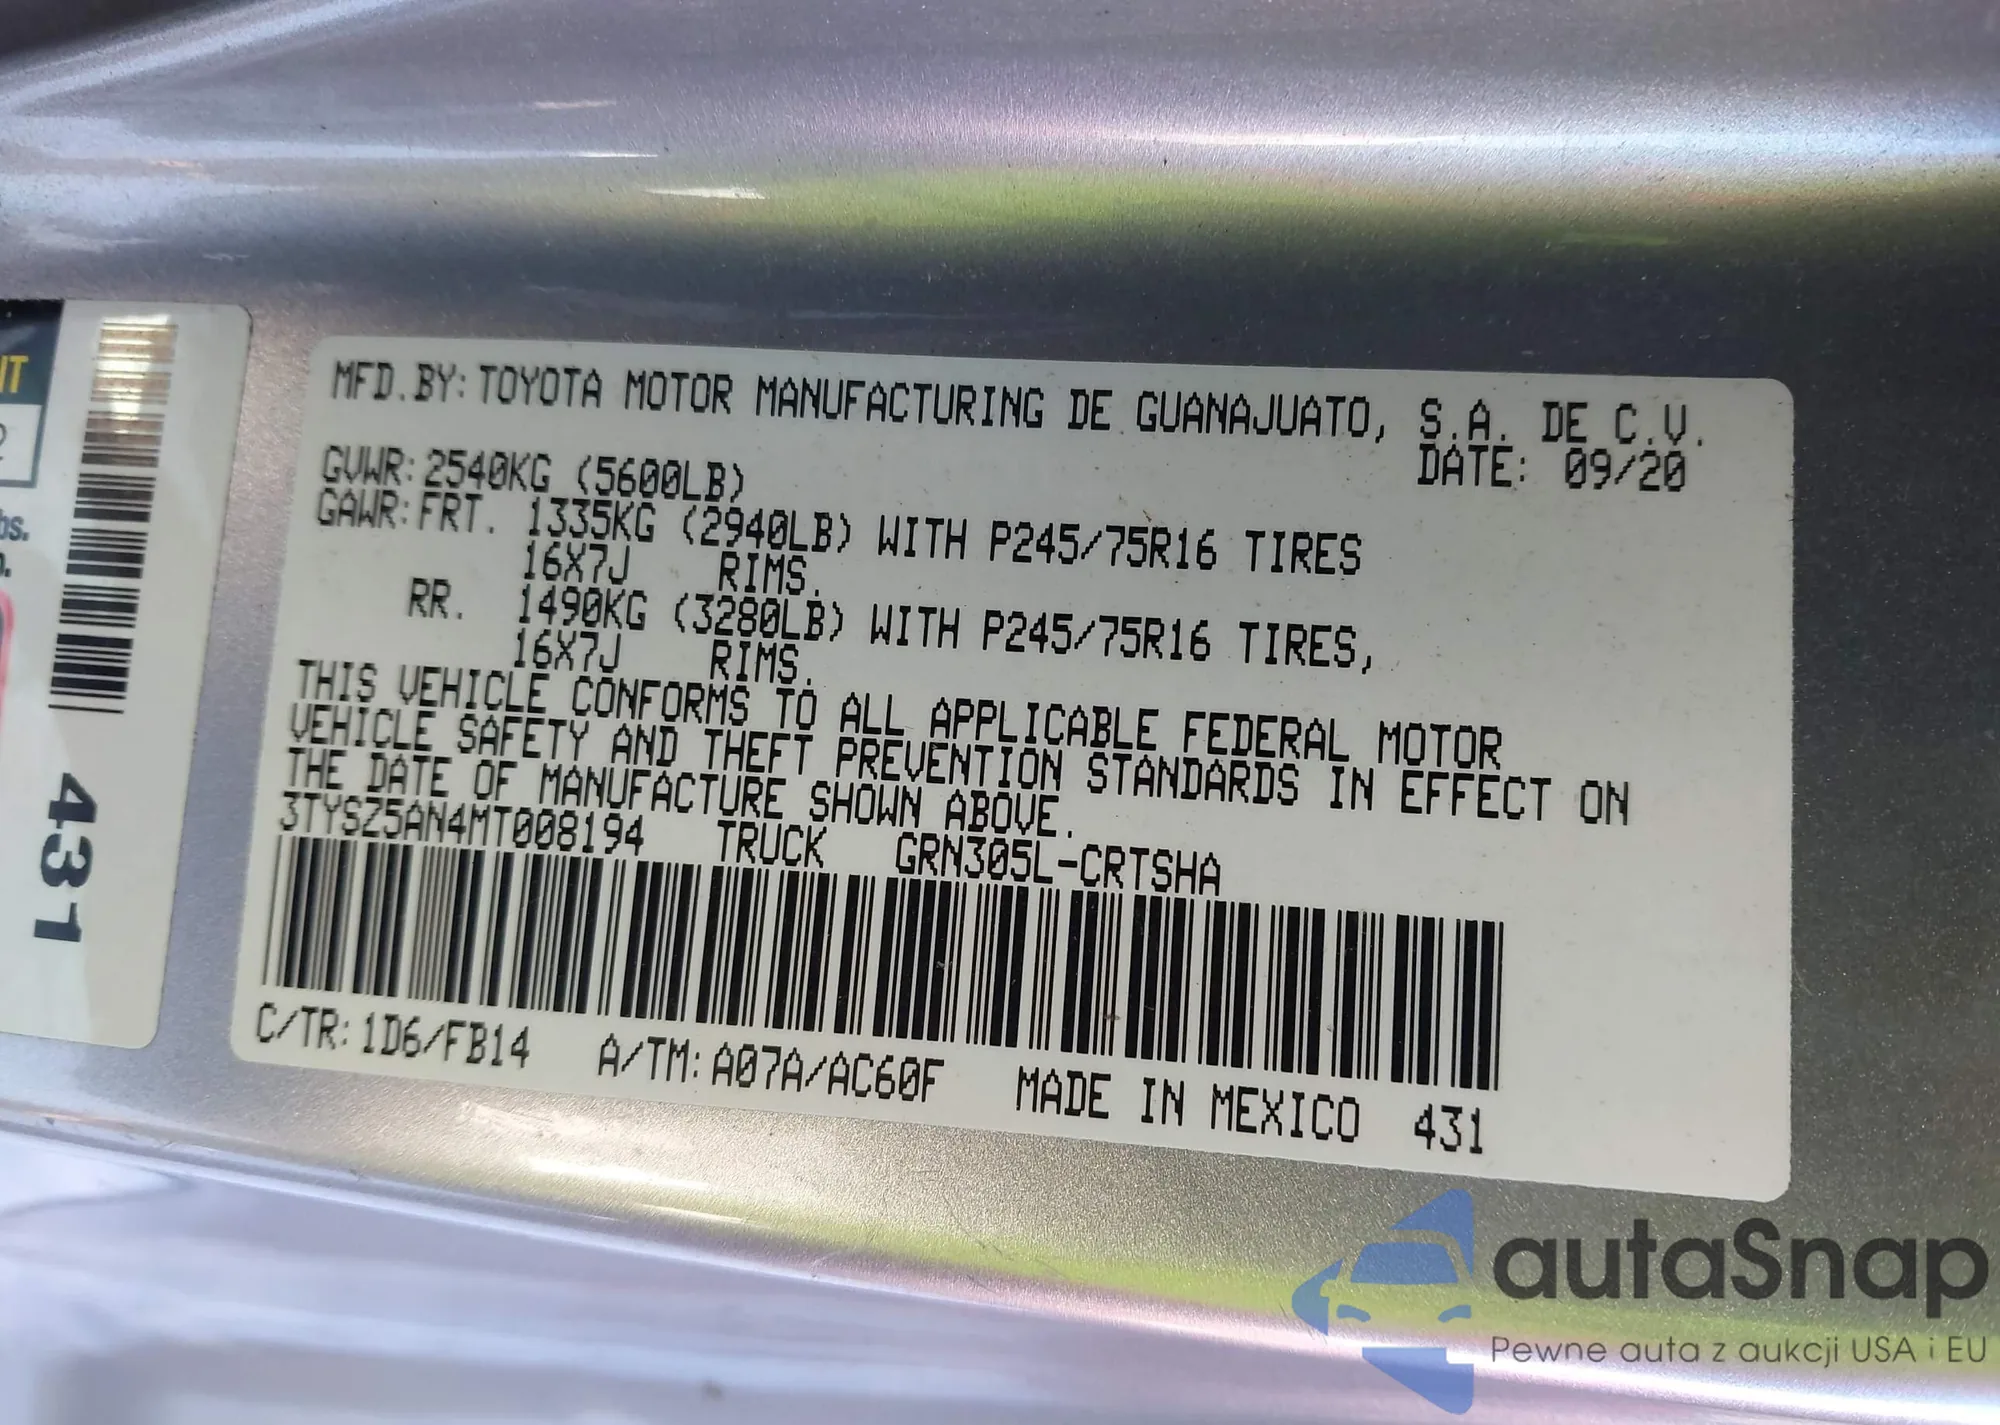 MFD.BY: TOYOTA MOTOR MANUFACTURING DE GUANAJUATO, S.A. DE C.V.
DATE: 09/20
GVWR: 2540KG (5600LB)
GAWR: FRT. 1335KG (2940LB) WITH P245/75R16 TIRES
16X7J RIMS.
RR. 1490KG (3280LB) WITH P245/75R16 TIRES,
16X7J RIMS.
THIS VEHICLE CONFORMS TO ALL APPLICABLE FEDERAL MOTOR
VEHICLE SAFETY AND THEFT PREVENTION STANDARDS IN EFFECT ON
THE DATE OF MANUFACTURE SHOWN ABOVE.
3TYSZ5AN4MT008194 TRUCK GRN305L-CRTSHA
C/TR: 1D6/FB14 A/TM: A07A/AC60F MADE IN MEXICO 431
431
autaSnap
Pewne auta z aukcji USA i EU